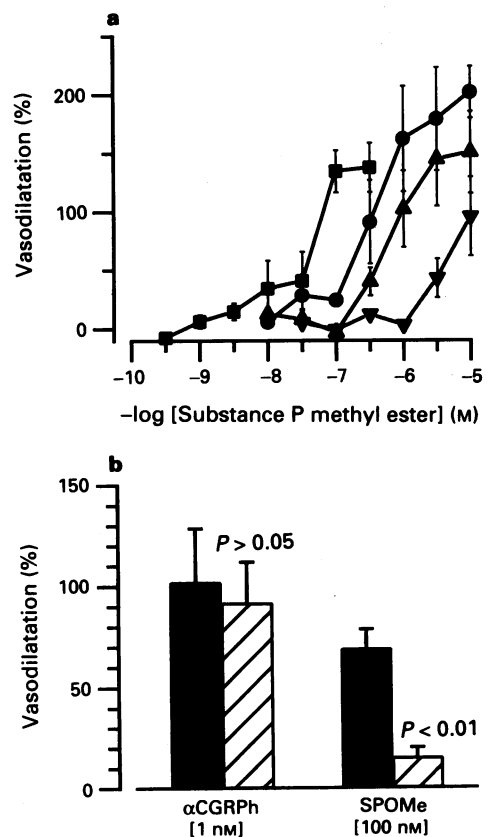 a
Vasodilatation (%)
200
100
0
−10 −9 −8 −7 −6 −5
−log [Substance P methyl ester] (M)
b
Vasodilatation (%)
150
100
50
0
P > 0.05
P < 0.01
αCGRPh SPOMe
[1 nM] [100 nM]